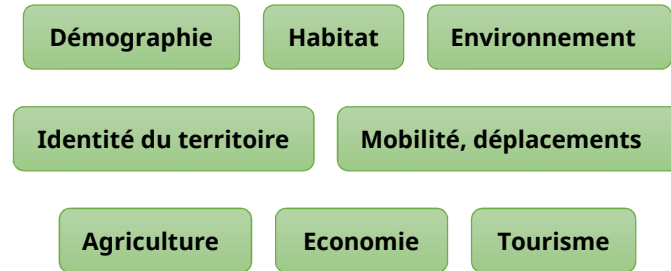 Démographie Habitat Environnement
Identité du territoire Mobilité, déplacements
Agriculture Economie Tourisme